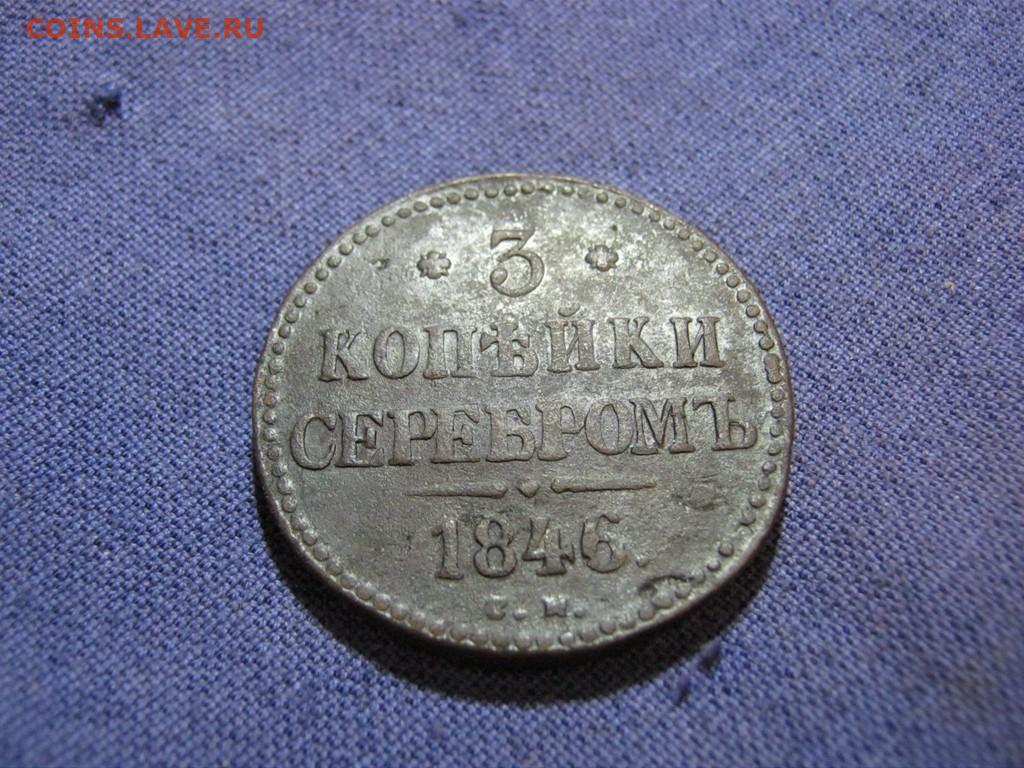 COINS.LAVE.RU
3
КОПѢЙКИ
СЕРЕБРОМЪ
1846.
С. М.